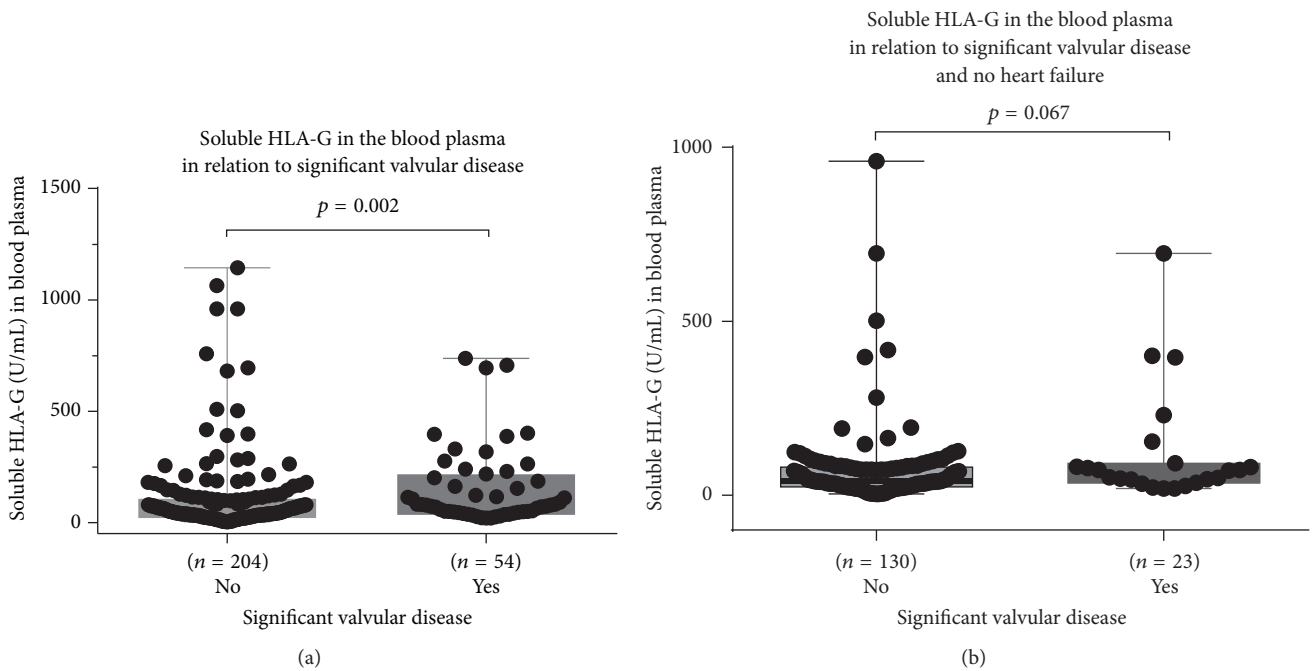 Soluble HLA-G in the blood plasma
in relation to significant valvular disease
p = 0.002
Soluble HLA-G (U/mL) in blood plasma
1500
1000
500
0
(n = 204)
No
(n = 54)
Yes
Significant valvular disease
(a)
Soluble HLA-G in the blood plasma
in relation to significant valvular disease
and no heart failure
p = 0.067
Soluble HLA-G (U/mL) in blood plasma
1000
500
0
(n = 130)
No
(n = 23)
Yes
Significant valvular disease
(b)